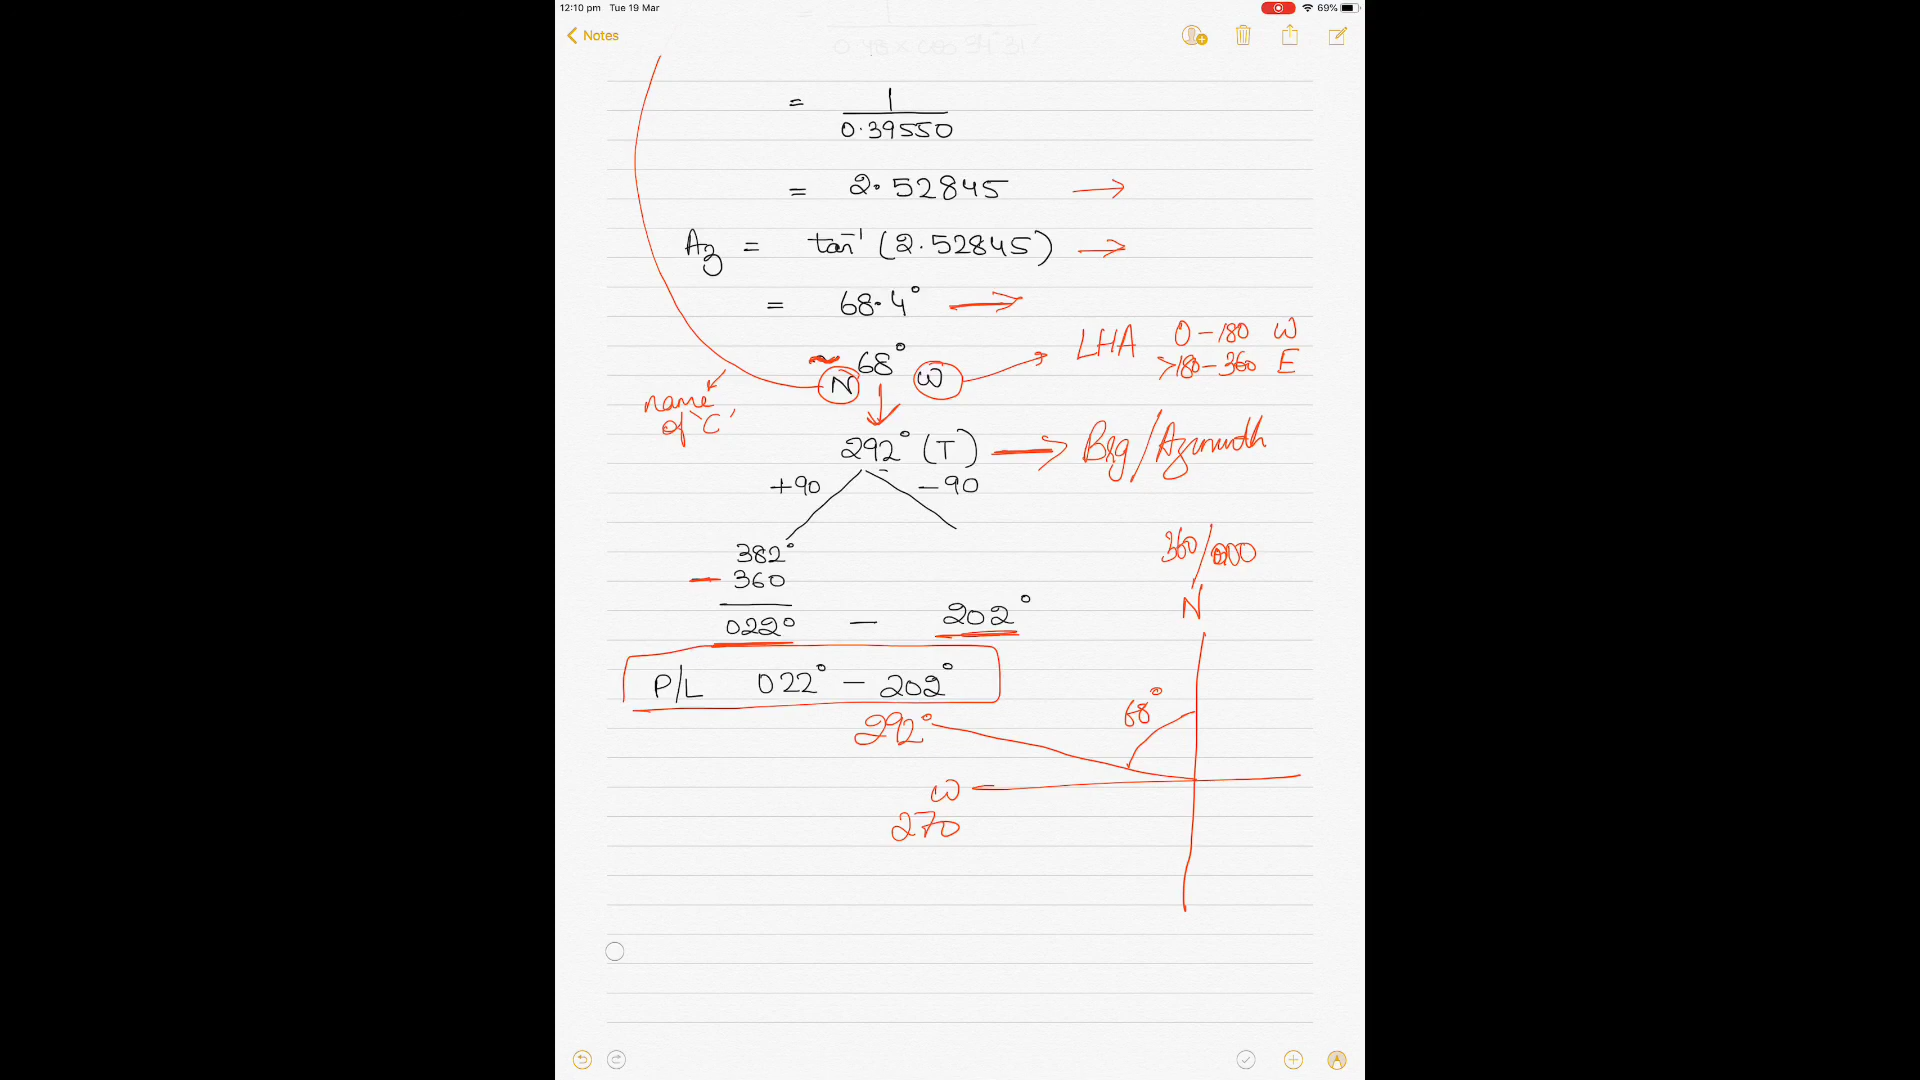 12:10 pm Tue 19 Mar 69%
Notes
= 1 / 0.39550
= 2.52845 →
Az = tan⁻¹ (2.52845) →
= 68.4° →
LHA 0-180 W
>180-360 E
~ 68°
N W
name
of 'C'
292° (T) → Brg/Azimuth
+90 -90
360/000
382°
- 360
N
022° - 202°
P/L 022° - 202°
68°
292°
W
270